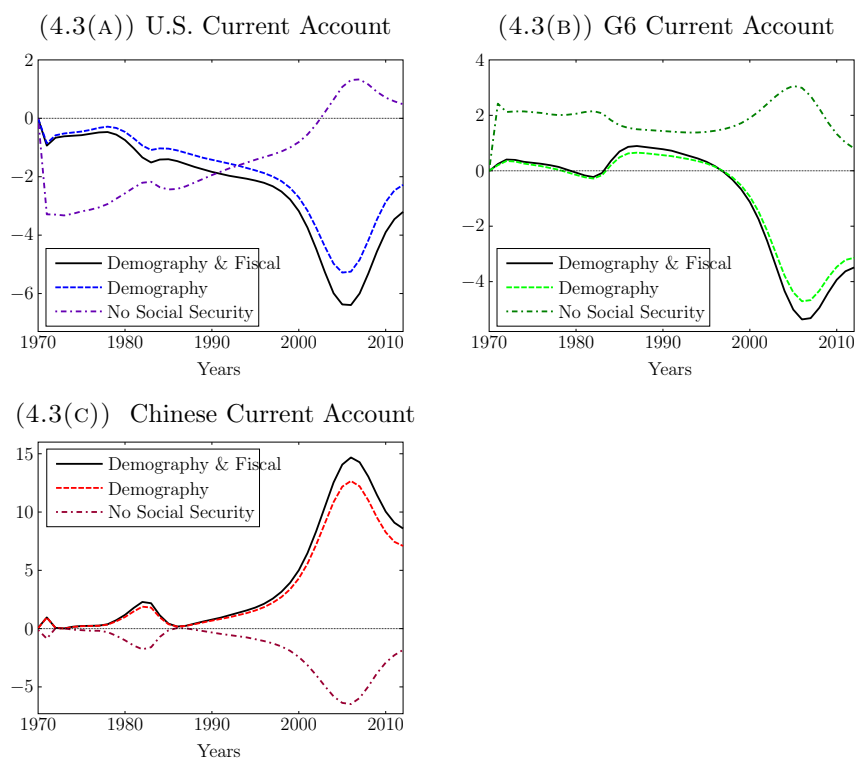 (4.3(A)) U.S. Current Account
2
0
−2
−4
−6
Demography & Fiscal
Demography
No Social Security
1970
1980
1990
2000
2010
Years
(4.3(B)) G6 Current Account
4
2
0
−2
−4
Demography & Fiscal
Demography
No Social Security
1970
1980
1990
2000
2010
Years
(4.3(C)) Chinese Current Account
15
10
5
0
−5
Demography & Fiscal
Demography
No Social Security
1970
1980
1990
2000
2010
Years